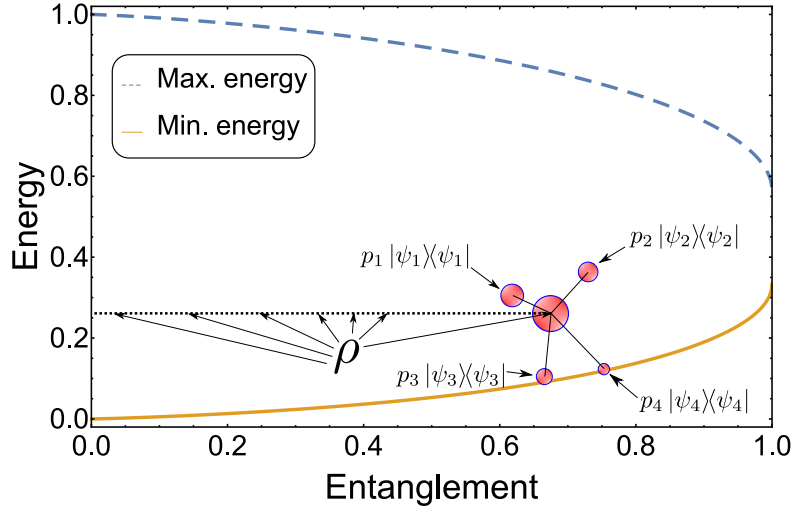 1.0
0.8
0.6
0.4
0.2
0.0
Energy
Max. energy
Min. energy
p₁ |ψ₁⟩⟨ψ₁|
p₂ |ψ₂⟩⟨ψ₂|
ρ
p₃ |ψ₃⟩⟨ψ₃|
p₄ |ψ₄⟩⟨ψ₄|
0.0 0.2 0.4 0.6 0.8 1.0
Entanglement